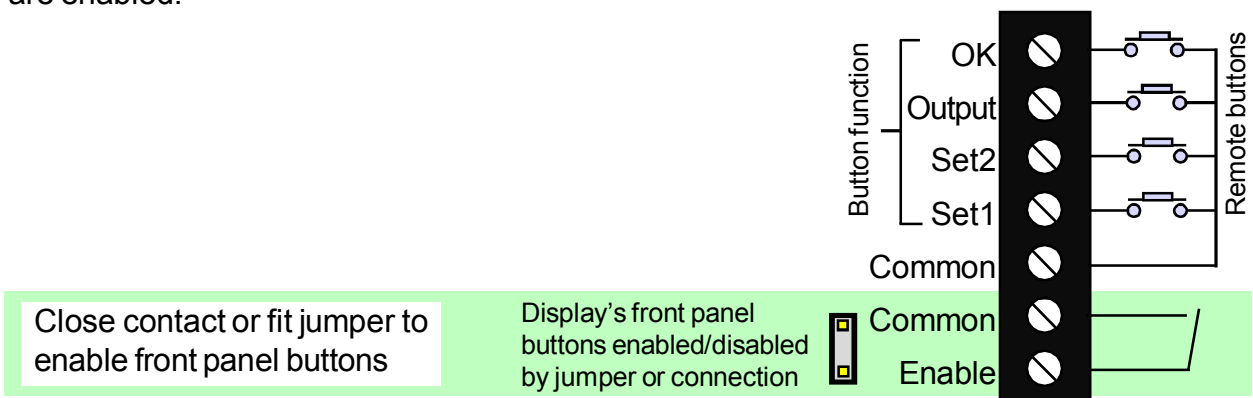 are enabled.
Button function
OK
Output
Set2
Set1
Common
Remote buttons
Close contact or fit jumper to
enable front panel buttons
Display's front panel
buttons enabled/disabled
by jumper or connection
Common
Enable